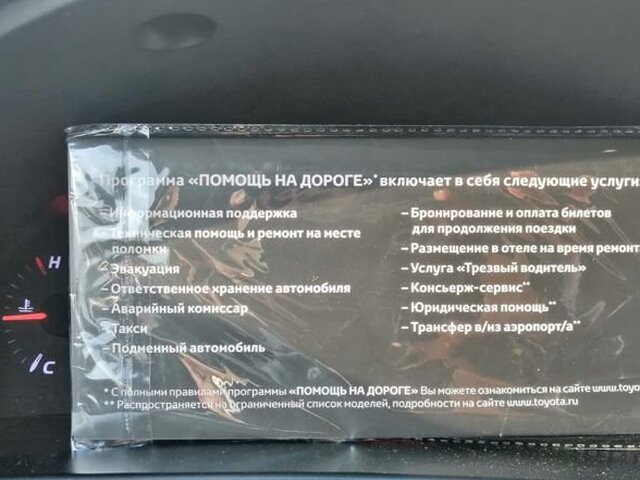 Программа «ПОМОЩЬ НА ДОРОГЕ»* включает в себя следующие услуги
– Информационная поддержка
– Техническая помощь и ремонт на месте
поломки
– Эвакуация
– Ответственное хранение автомобиля
– Аварийный комиссар
– Такси
– Подменный автомобиль
– Бронирование и оплата билетов
для продолжения поездки
– Размещение в отеле на время ремонт
– Услуга «Трезвый водитель»
– Консьерж-сервис**
– Юридическая помощь**
– Трансфер в/из аэропорт/а**
* С полными правилами программы «ПОМОЩЬ НА ДОРОГЕ» Вы можете ознакомиться на сайте www.toyo
** Распространяется на ограниченный список моделей, подробности на сайте www.toyota.ru
H
C